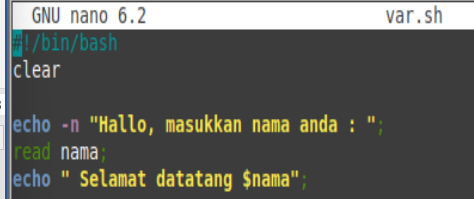 GNU nano 6.2 var.sh
#!/bin/bash
clear
echo -n "Hallo, masukkan nama anda : ";
read nama;
echo " Selamat datatang $nama";